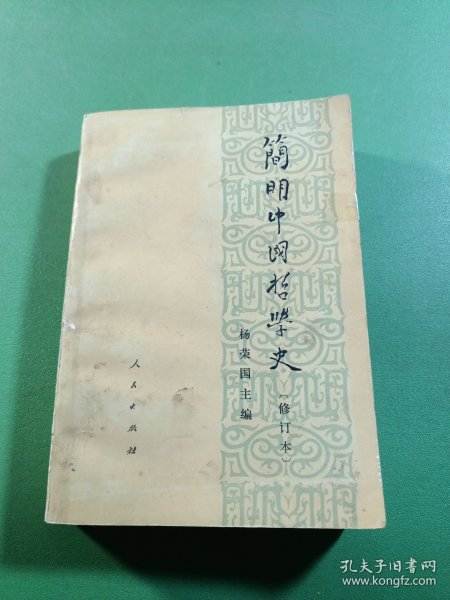 簡明中國哲學史
〔修订本〕
杨荣国主编
人民出版社
孔夫子旧书网
www.kongfz.com